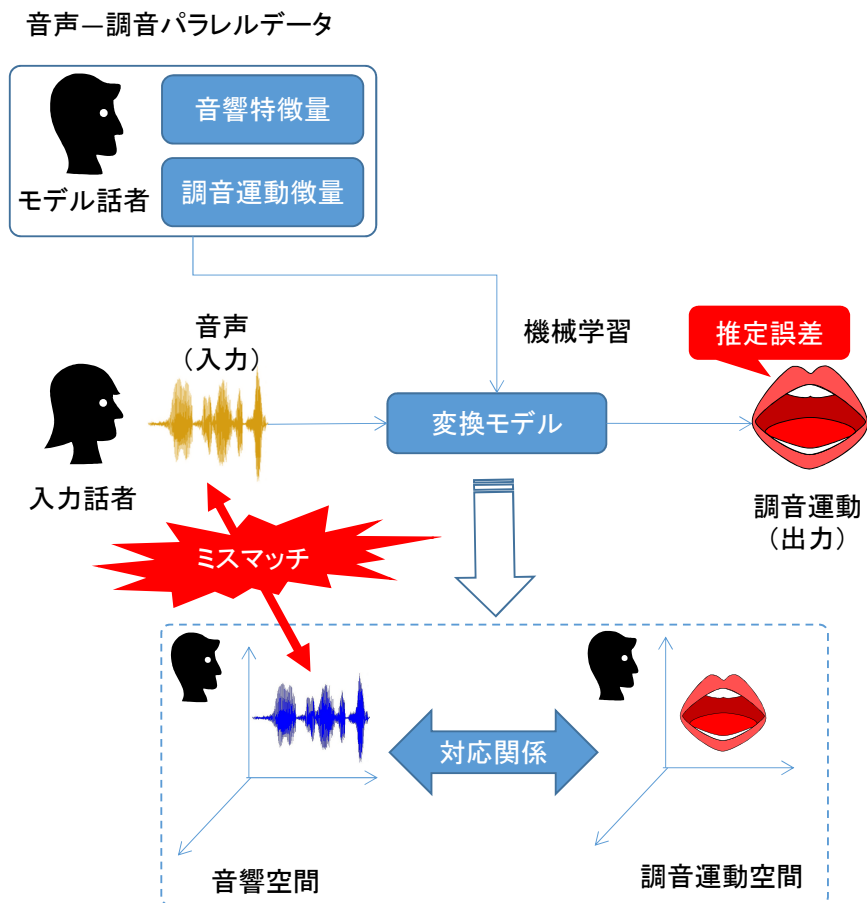 音声—調音パラレルデータ
音響特徴量
調音運動徴量
モデル話者
音声
（入力）
機械学習
推定誤差
変換モデル
入力話者
調音運動
（出力）
ミスマッチ
対応関係
音響空間
調音運動空間